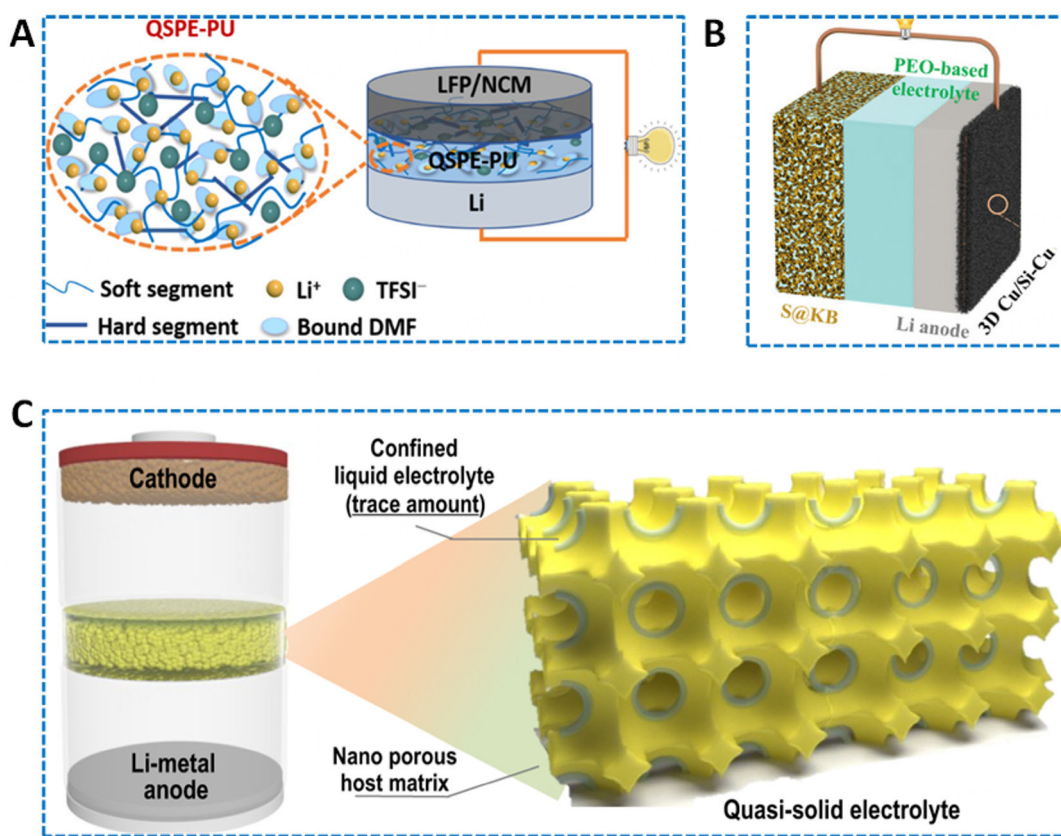 A
QSPE-PU
LFP/NCM
QSPE-PU
Li
Soft segment
Li⁺
TFSI⁻
Hard segment
Bound DMF
B
PEO-based
electrolyte
S@KB
Li anode
3D Cu/Si-Cu
C
Cathode
Li-metal
anode
Confined
liquid electrolyte
(trace amount)
Nano porous
host matrix
Quasi-solid electrolyte